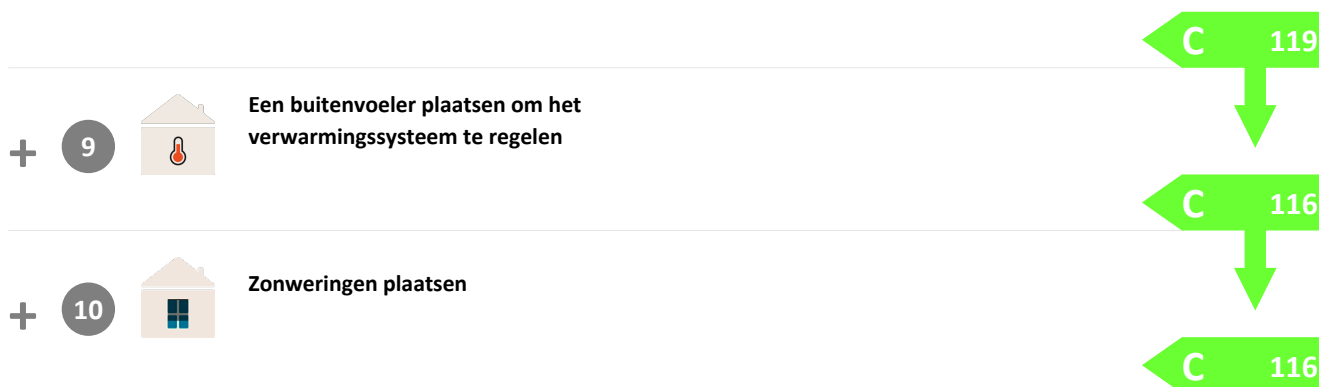 C 119
+ 9 Een buitenvoeler plaatsen om het
verwarmingssysteem te regelen
C 116
+ 10 Zonweringen plaatsen
C 116